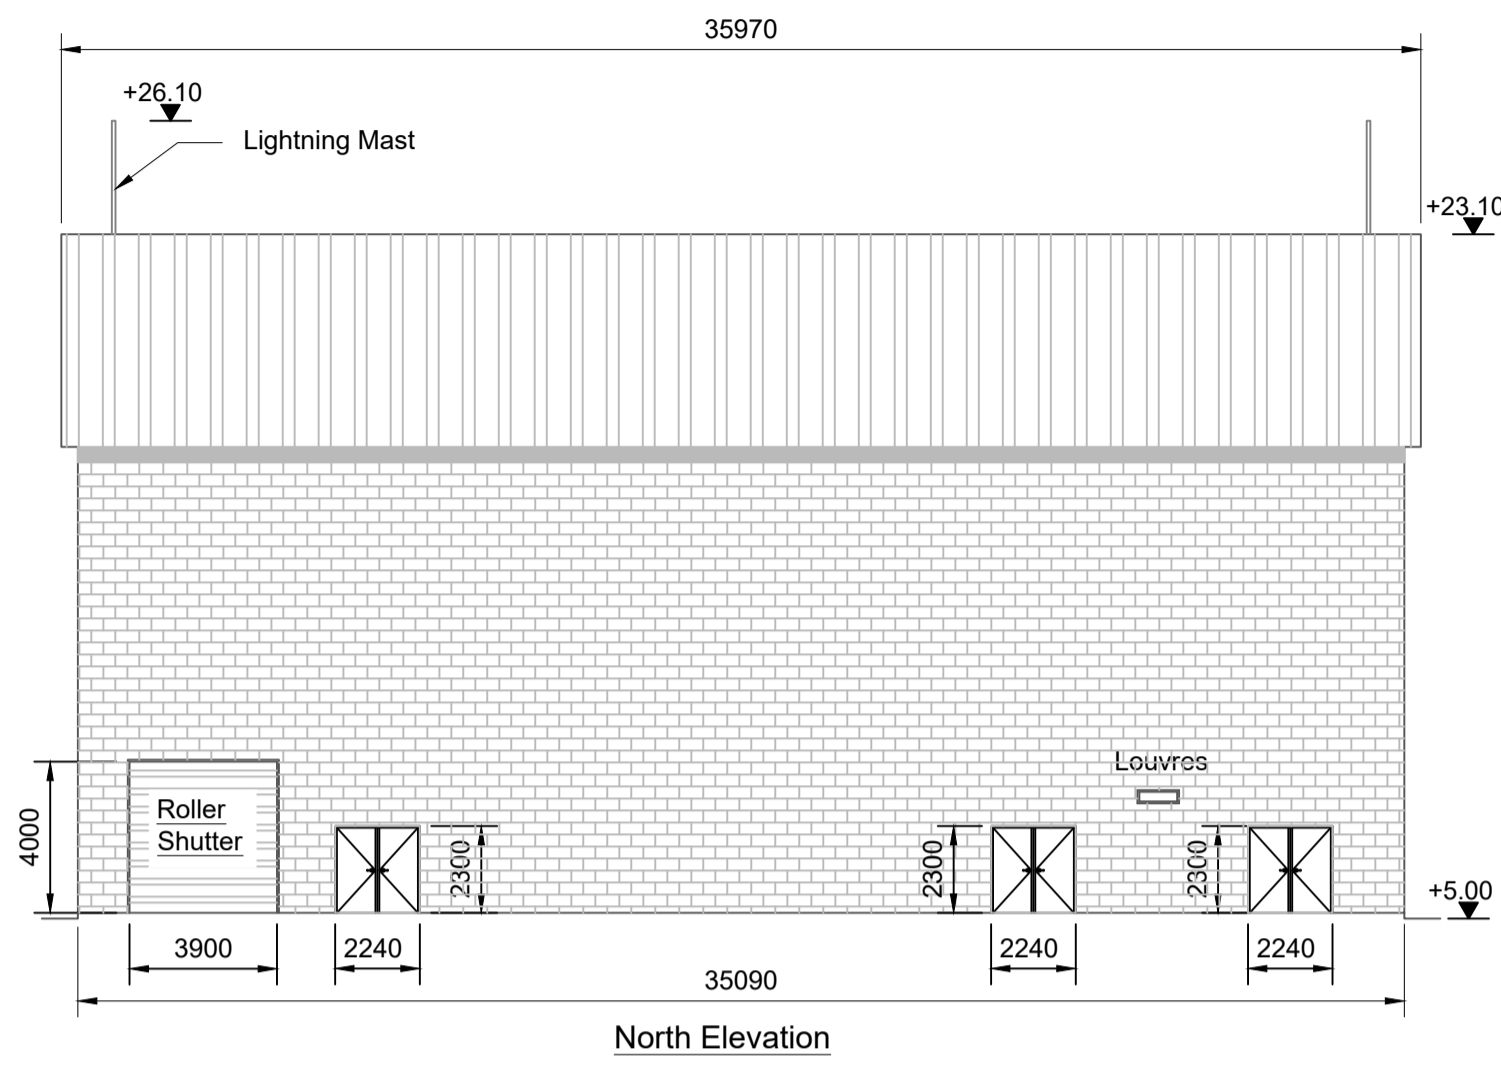 35970
+26.10
Lightning Mast
+23.10
Louvres
Roller
Shutter
4000
2300
2300
2300
+5.00
3900
2240
2240
2240
35090
North Elevation